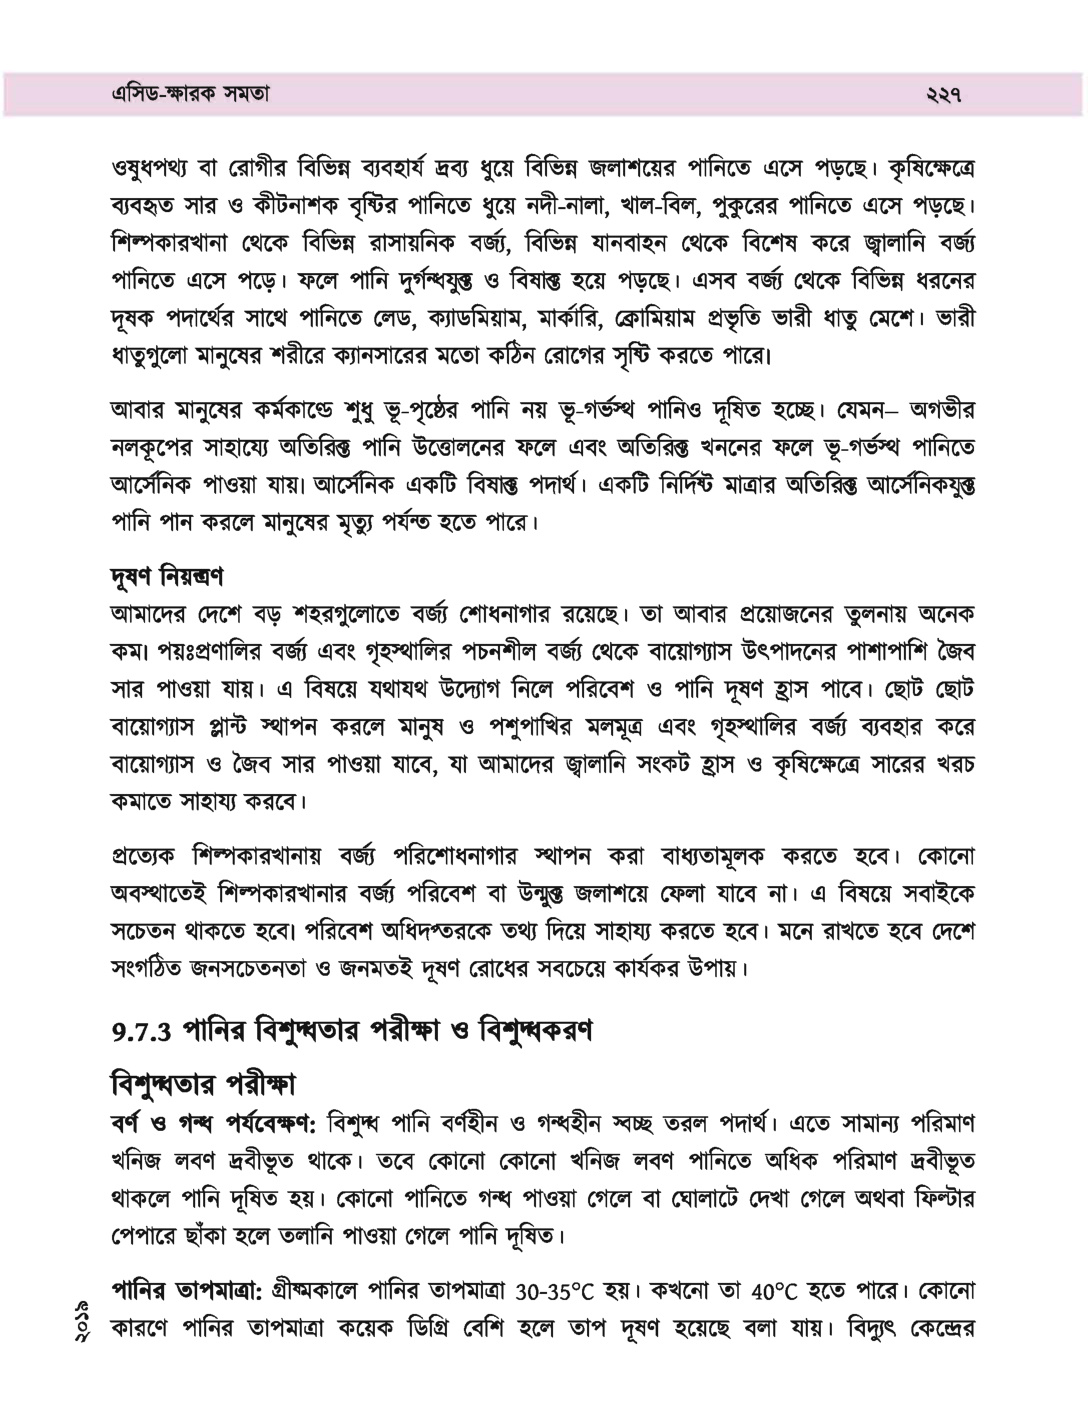 এসিড-ক্ষারক সমতা ২২৭
ওষুধপথ্য বা রোগীর বিভিন্ন ব্যবহার্য দ্রব্য ধুয়ে বিভিন্ন জলাশয়ের পানিতে এসে পড়ছে। কৃষিক্ষেত্রে
ব্যবহৃত সার ও কীটনাশক বৃষ্টির পানিতে ধুয়ে নদী-নালা, খাল-বিল, পুকুরের পানিতে এসে পড়ছে।
শিল্পকারখানা থেকে বিভিন্ন রাসায়নিক বর্জ্য, বিভিন্ন যানবাহন থেকে বিশেষ করে জ্বালানি বর্জ্য
পানিতে এসে পড়ে। ফলে পানি দুর্গন্ধযুক্ত ও বিষাক্ত হয়ে পড়ছে। এসব বর্জ্য থেকে বিভিন্ন ধরনের
দূষক পদার্থের সাথে পানিতে লেড, ক্যাডমিয়াম, মার্কারি, ক্রোমিয়াম প্রভৃতি ভারী ধাতু মেশে। ভারী
ধাতুগুলো মানুষের শরীরে ক্যানসারের মতো কঠিন রোগের সৃষ্টি করতে পারে।
আবার মানুষের কর্মকাণ্ডে শুধু ভূ-পৃষ্ঠের পানি নয় ভূ-গর্ভস্থ পানিও দূষিত হচ্ছে। যেমন– অগভীর
নলকূপের সাহায্যে অতিরিক্ত পানি উত্তোলনের ফলে এবং অতিরিক্ত খননের ফলে ভূ-গর্ভস্থ পানিতে
আর্সেনিক পাওয়া যায়। আর্সেনিক একটি বিষাক্ত পদার্থ। একটি নির্দিষ্ট মাত্রার অতিরিক্ত আর্সেনিকযুক্ত
পানি পান করলে মানুষের মৃত্যু পর্যন্ত হতে পারে।
দূষণ নিয়ন্ত্রণ
আমাদের দেশে বড় শহরগুলোতে বর্জ্য শোধনাগার রয়েছে। তা আবার প্রয়োজনের তুলনায় অনেক
কম। পয়ঃপ্রণালির বর্জ্য এবং গৃহস্থালির পচনশীল বর্জ্য থেকে বায়োগ্যাস উৎপাদনের পাশাপাশি জৈব
সার পাওয়া যায়। এ বিষয়ে যথাযথ উদ্যোগ নিলে পরিবেশ ও পানি দূষণ হ্রাস পাবে। ছোট ছোট
বায়োগ্যাস প্লান্ট স্থাপন করলে মানুষ ও পশুপাখির মলমূত্র এবং গৃহস্থালির বর্জ্য ব্যবহার করে
বায়োগ্যাস ও জৈব সার পাওয়া যাবে, যা আমাদের জ্বালানি সংকট হ্রাস ও কৃষিক্ষেত্রে সারের খরচ
কমাতে সাহায্য করবে।
প্রত্যেক শিল্পকারখানায় বর্জ্য পরিশোধনাগার স্থাপন করা বাধ্যতামূলক করতে হবে। কোনো
অবস্থাতেই শিল্পকারখানার বর্জ্য পরিবেশ বা উন্মুক্ত জলাশয়ে ফেলা যাবে না। এ বিষয়ে সবাইকে
সচেতন থাকতে হবে। পরিবেশ অধিদপ্তরকে তথ্য দিয়ে সাহায্য করতে হবে। মনে রাখতে হবে দেশে
সংগঠিত জনসচেতনতা ও জনমতই দূষণ রোধের সবচেয়ে কার্যকর উপায়।
9.7.3 পানির বিশুদ্ধতার পরীক্ষা ও বিশুদ্ধকরণ
বিশুদ্ধতার পরীক্ষা
বর্ণ ও গন্ধ পর্যবেক্ষণ: বিশুদ্ধ পানি বর্ণহীন ও গন্ধহীন স্বচ্ছ তরল পদার্থ। এতে সামান্য পরিমাণ
খনিজ লবণ দ্রবীভূত থাকে। তবে কোনো কোনো খনিজ লবণ পানিতে অধিক পরিমাণ দ্রবীভূত
থাকলে পানি দূষিত হয়। কোনো পানিতে গন্ধ পাওয়া গেলে বা ঘোলাটে দেখা গেলে অথবা ফিল্টার
পেপারে ছাঁকা হলে তলানি পাওয়া গেলে পানি দূষিত।
পানির তাপমাত্রা: গ্রীষ্মকালে পানির তাপমাত্রা 30-35°C হয়। কখনো তা 40°C হতে পারে। কোনো
কারণে পানির তাপমাত্রা কয়েক ডিগ্রি বেশি হলে তাপ দূষণ হয়েছে বলা যায়। বিদ্যুৎ কেন্দ্রের
২০১৯